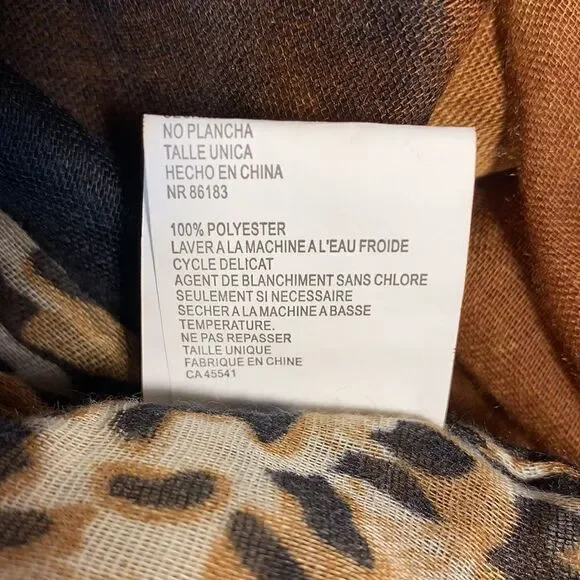 NO PLANCHA
TALLE UNICA
HECHO EN CHINA
NR 86183
100% POLYESTER
LAVER A LA MACHINE A L'EAU FROIDE
CYCLE DELICAT
AGENT DE BLANCHIMENT SANS CHLORE
SEULEMENT SI NECESSAIRE
SECHER A LA MACHINE A BASSE
TEMPERATURE.
NE PAS REPASSER
TAILLE UNIQUE
FABRIQUE EN CHINE
CA 45541